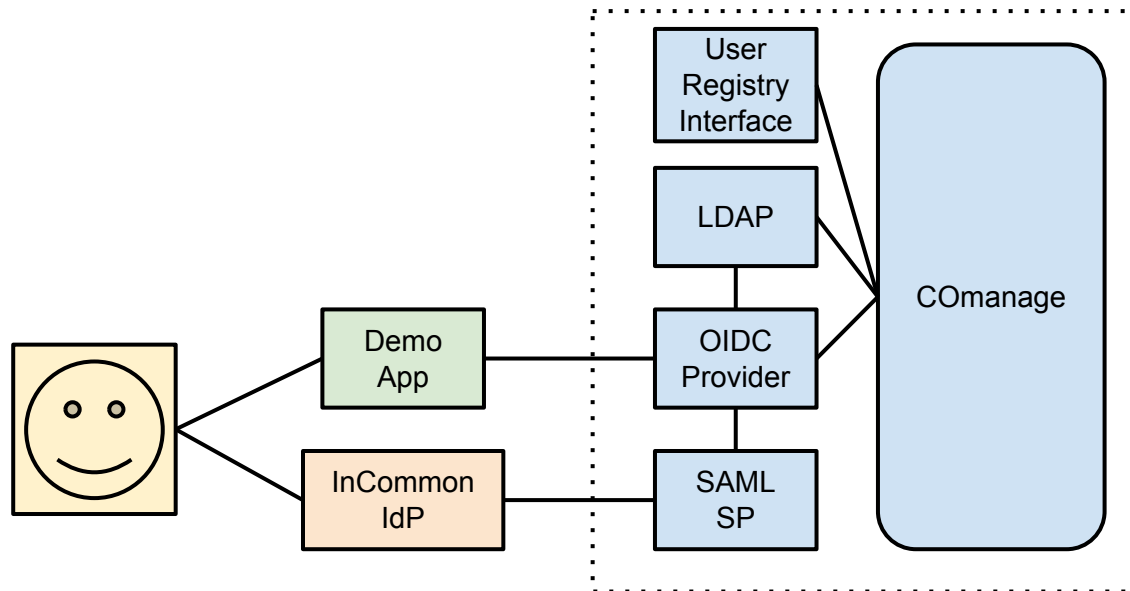 User
Registry
Interface
LDAP
COmanage
Demo
App
OIDC
Provider
InCommon
IdP
SAML
SP